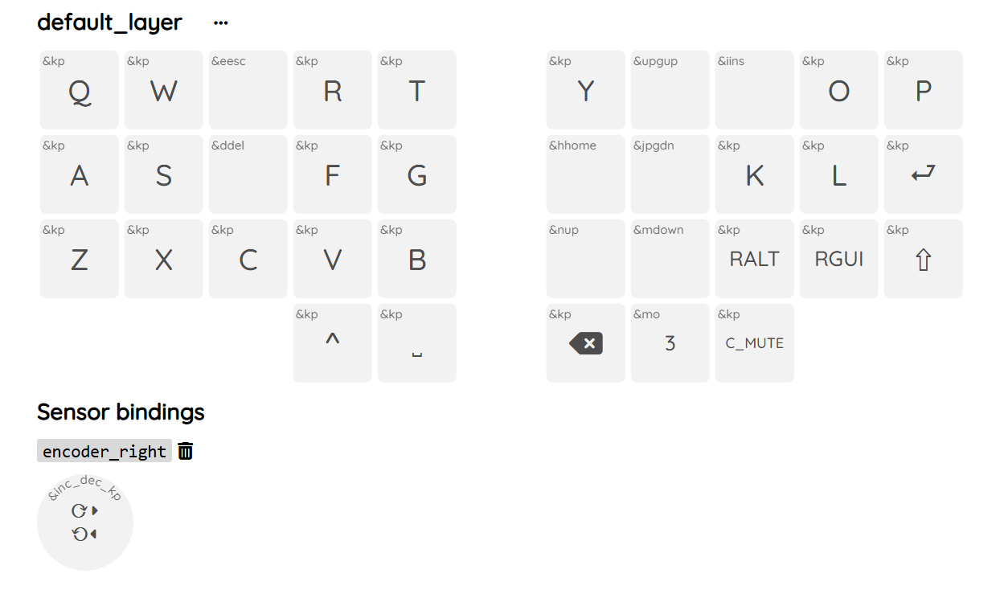 default_layer ...
&kp &kp &eesc &kp &kp &kp &upgup &iins &kp &kp
Q W R T Y O P
&kp &kp &ddel &kp &kp &hhome &jpgdn &kp &kp &kp
A S F G K L ⏎
&kp &kp &kp &kp &kp &nup &mdown &kp &kp &kp
Z X C V B RALT RGUI ⇧
&kp &kp &kp &mo &kp
^ ⎵ ⌫ 3 C_MUTE
Sensor bindings
encoder_right
&inc_dec_kp